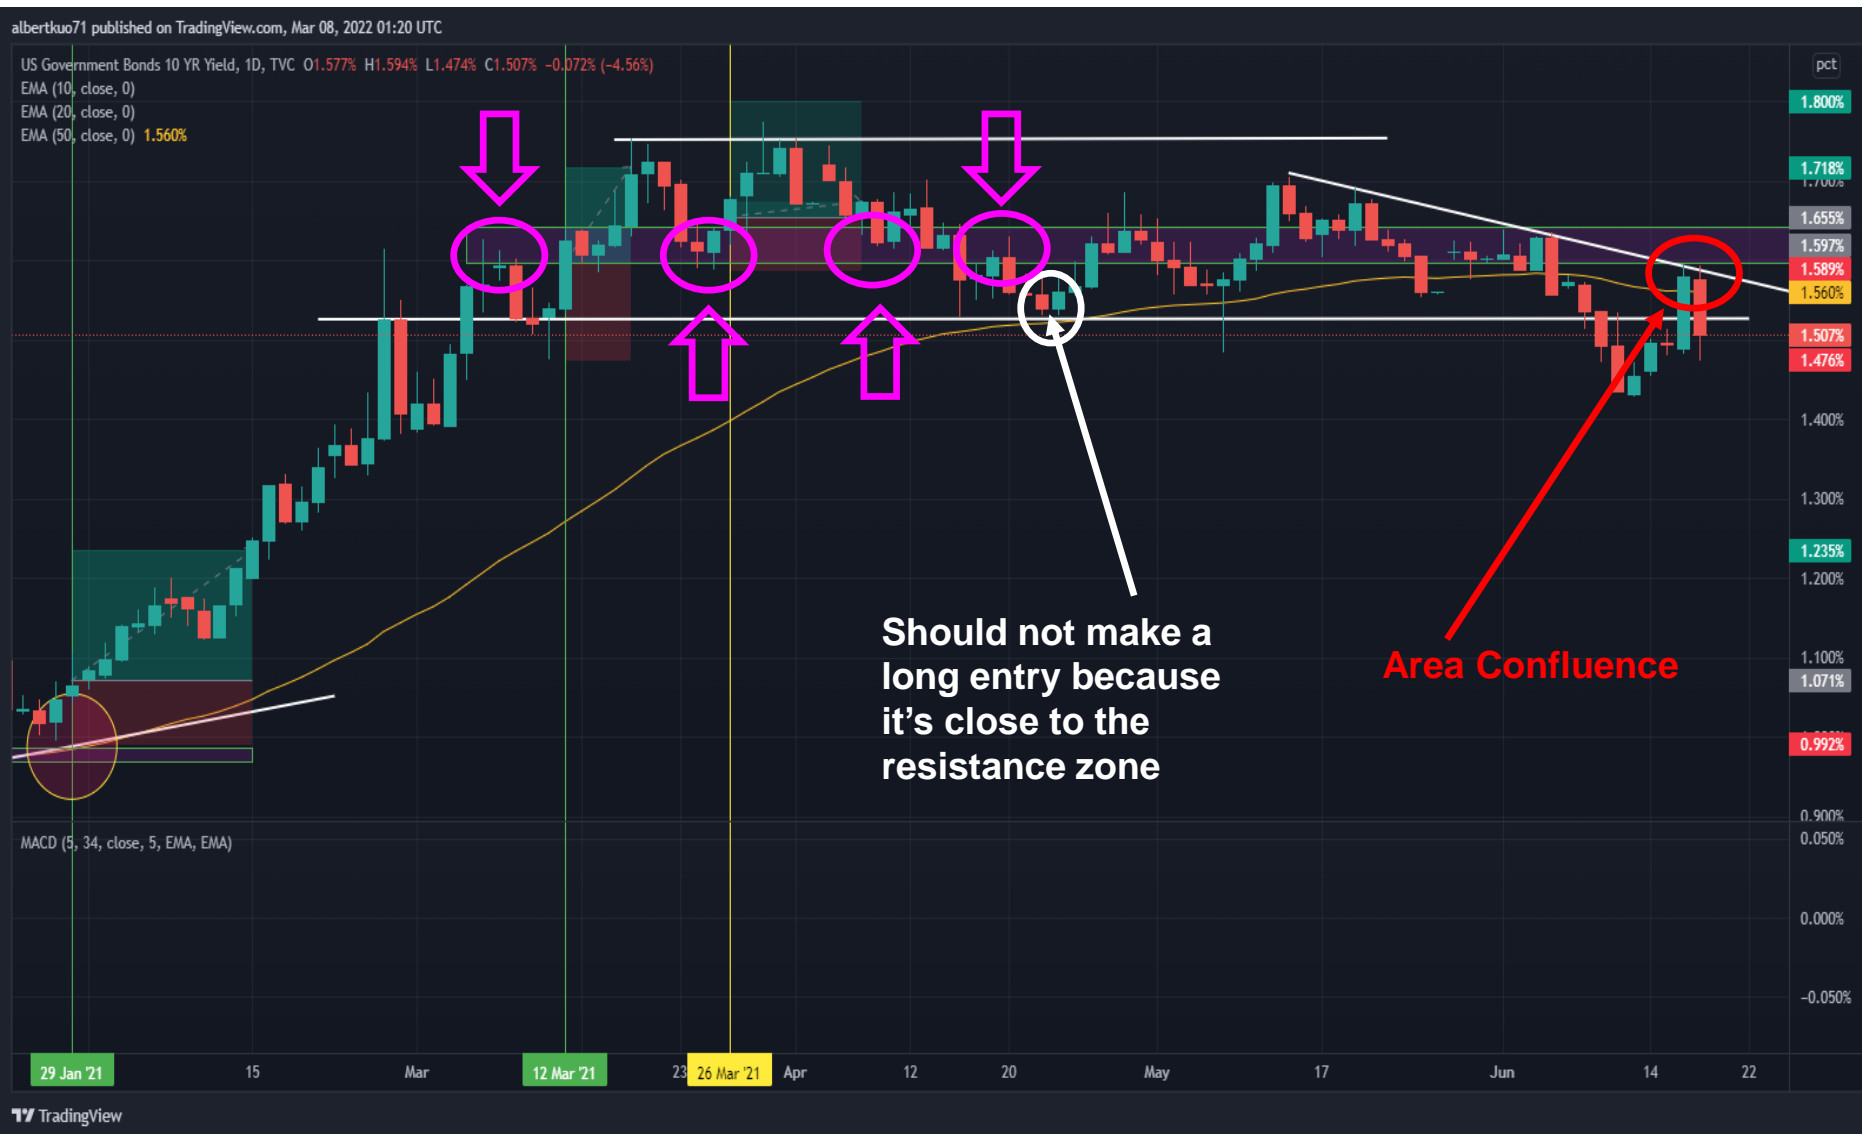 albertkuo71 published on TradingView.com, Mar 08, 2022 01:20 UTC
US Government Bonds 10 YR Yield, 1D, TVC O1.577% H1.594% L1.474% C1.507% −0.072% (−4.56%)
EMA (10, close, 0)
EMA (20, close, 0)
EMA (50, close, 0) 1.560%
pct
1.800%
1.718%
1.700%
1.655%
1.597%
1.589%
1.560%
1.507%
1.476%
1.400%
1.300%
1.235%
1.200%
1.100%
1.071%
0.992%
0.900%
Should not make a
long entry because
it's close to the
resistance zone
Area Confluence
MACD (5, 34, close, 5, EMA, EMA)
0.050%
0.000%
−0.050%
29 Jan '21 15 Mar 12 Mar '21 23 26 Mar '21 Apr 12 20 May 17 Jun 14 22
TradingView